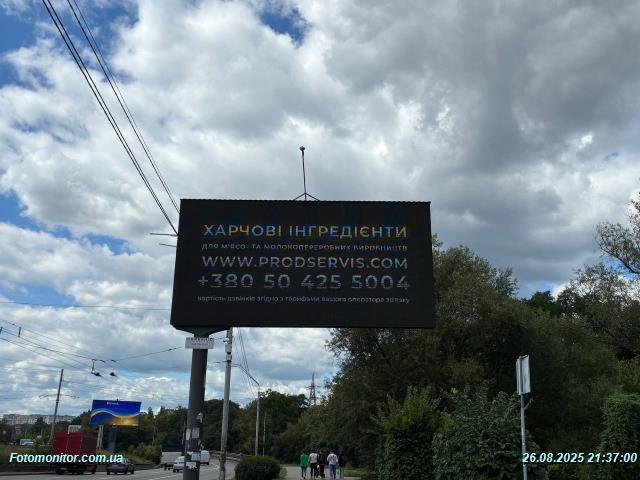 ХАРЧОВІ ІНГРЕДІЄНТИ
ДЛЯ М'ЯСО- ТА МОЛОКОПЕРЕРОБНИХ ВИРОБНИЦТВ
WWW.PRODSERVIS.COM
+380 50 425 5004
вартість дзвінків згідно з тарифами вашого оператора зв'язку
Fotomonitor.com.ua
26.08.2025 21:37:00